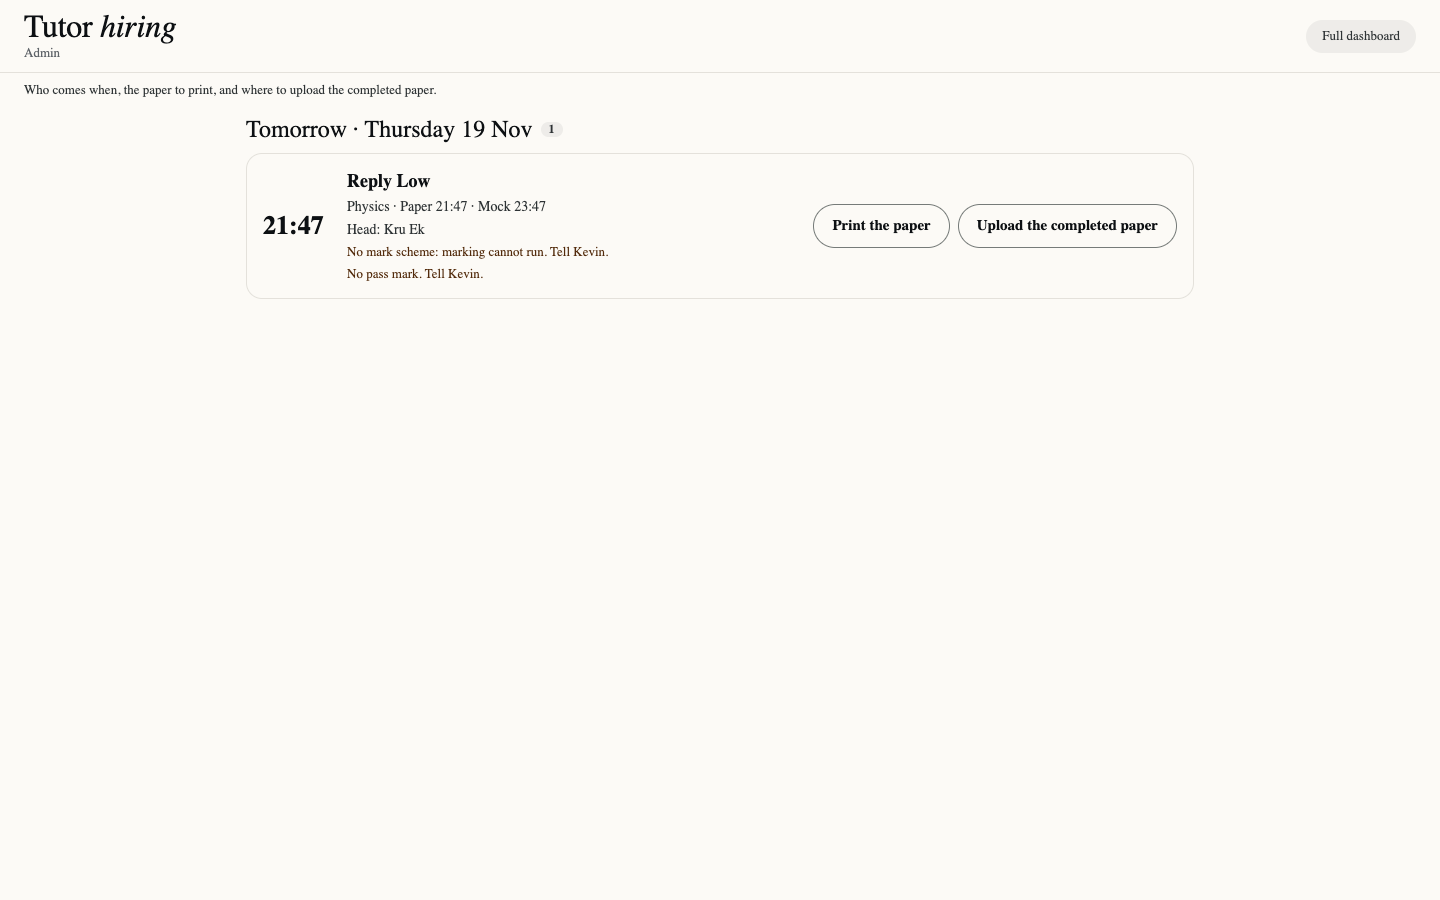 Tutor hiring
Admin
Full dashboard
Who comes when, the paper to print, and where to upload the completed paper.
Tomorrow · Thursday 19 Nov 1
21:47
Reply Low
Physics · Paper 21:47 · Mock 23:47
Head: Kru Ek
No mark scheme: marking cannot run. Tell Kevin.
No pass mark. Tell Kevin.
Print the paper
Upload the completed paper